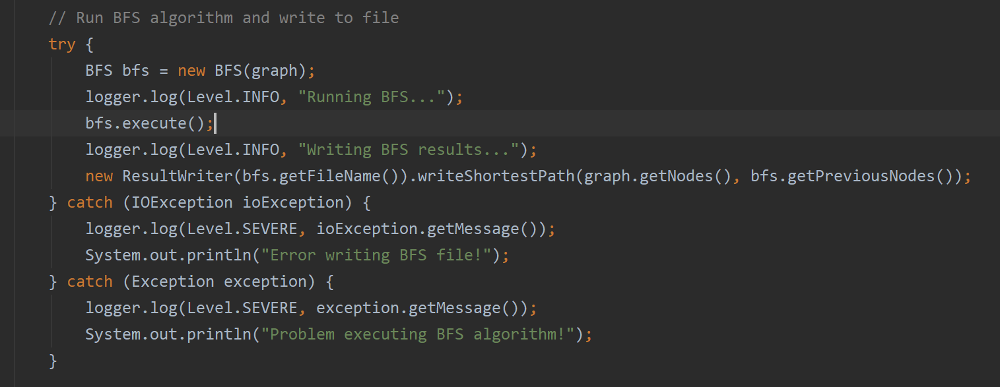 // Run BFS algorithm and write to file
try {
BFS bfs = new BFS(graph);
logger.log(Level.INFO, "Running BFS...");
bfs.execute();
logger.log(Level.INFO, "Writing BFS results...");
new ResultWriter(bfs.getFileName()).writeShortestPath(graph.getNodes(), bfs.getPreviousNodes());
} catch (IOException ioException) {
logger.log(Level.SEVERE, ioException.getMessage());
System.out.println("Error writing BFS file!");
} catch (Exception exception) {
logger.log(Level.SEVERE, exception.getMessage());
System.out.println("Problem executing BFS algorithm!");
}